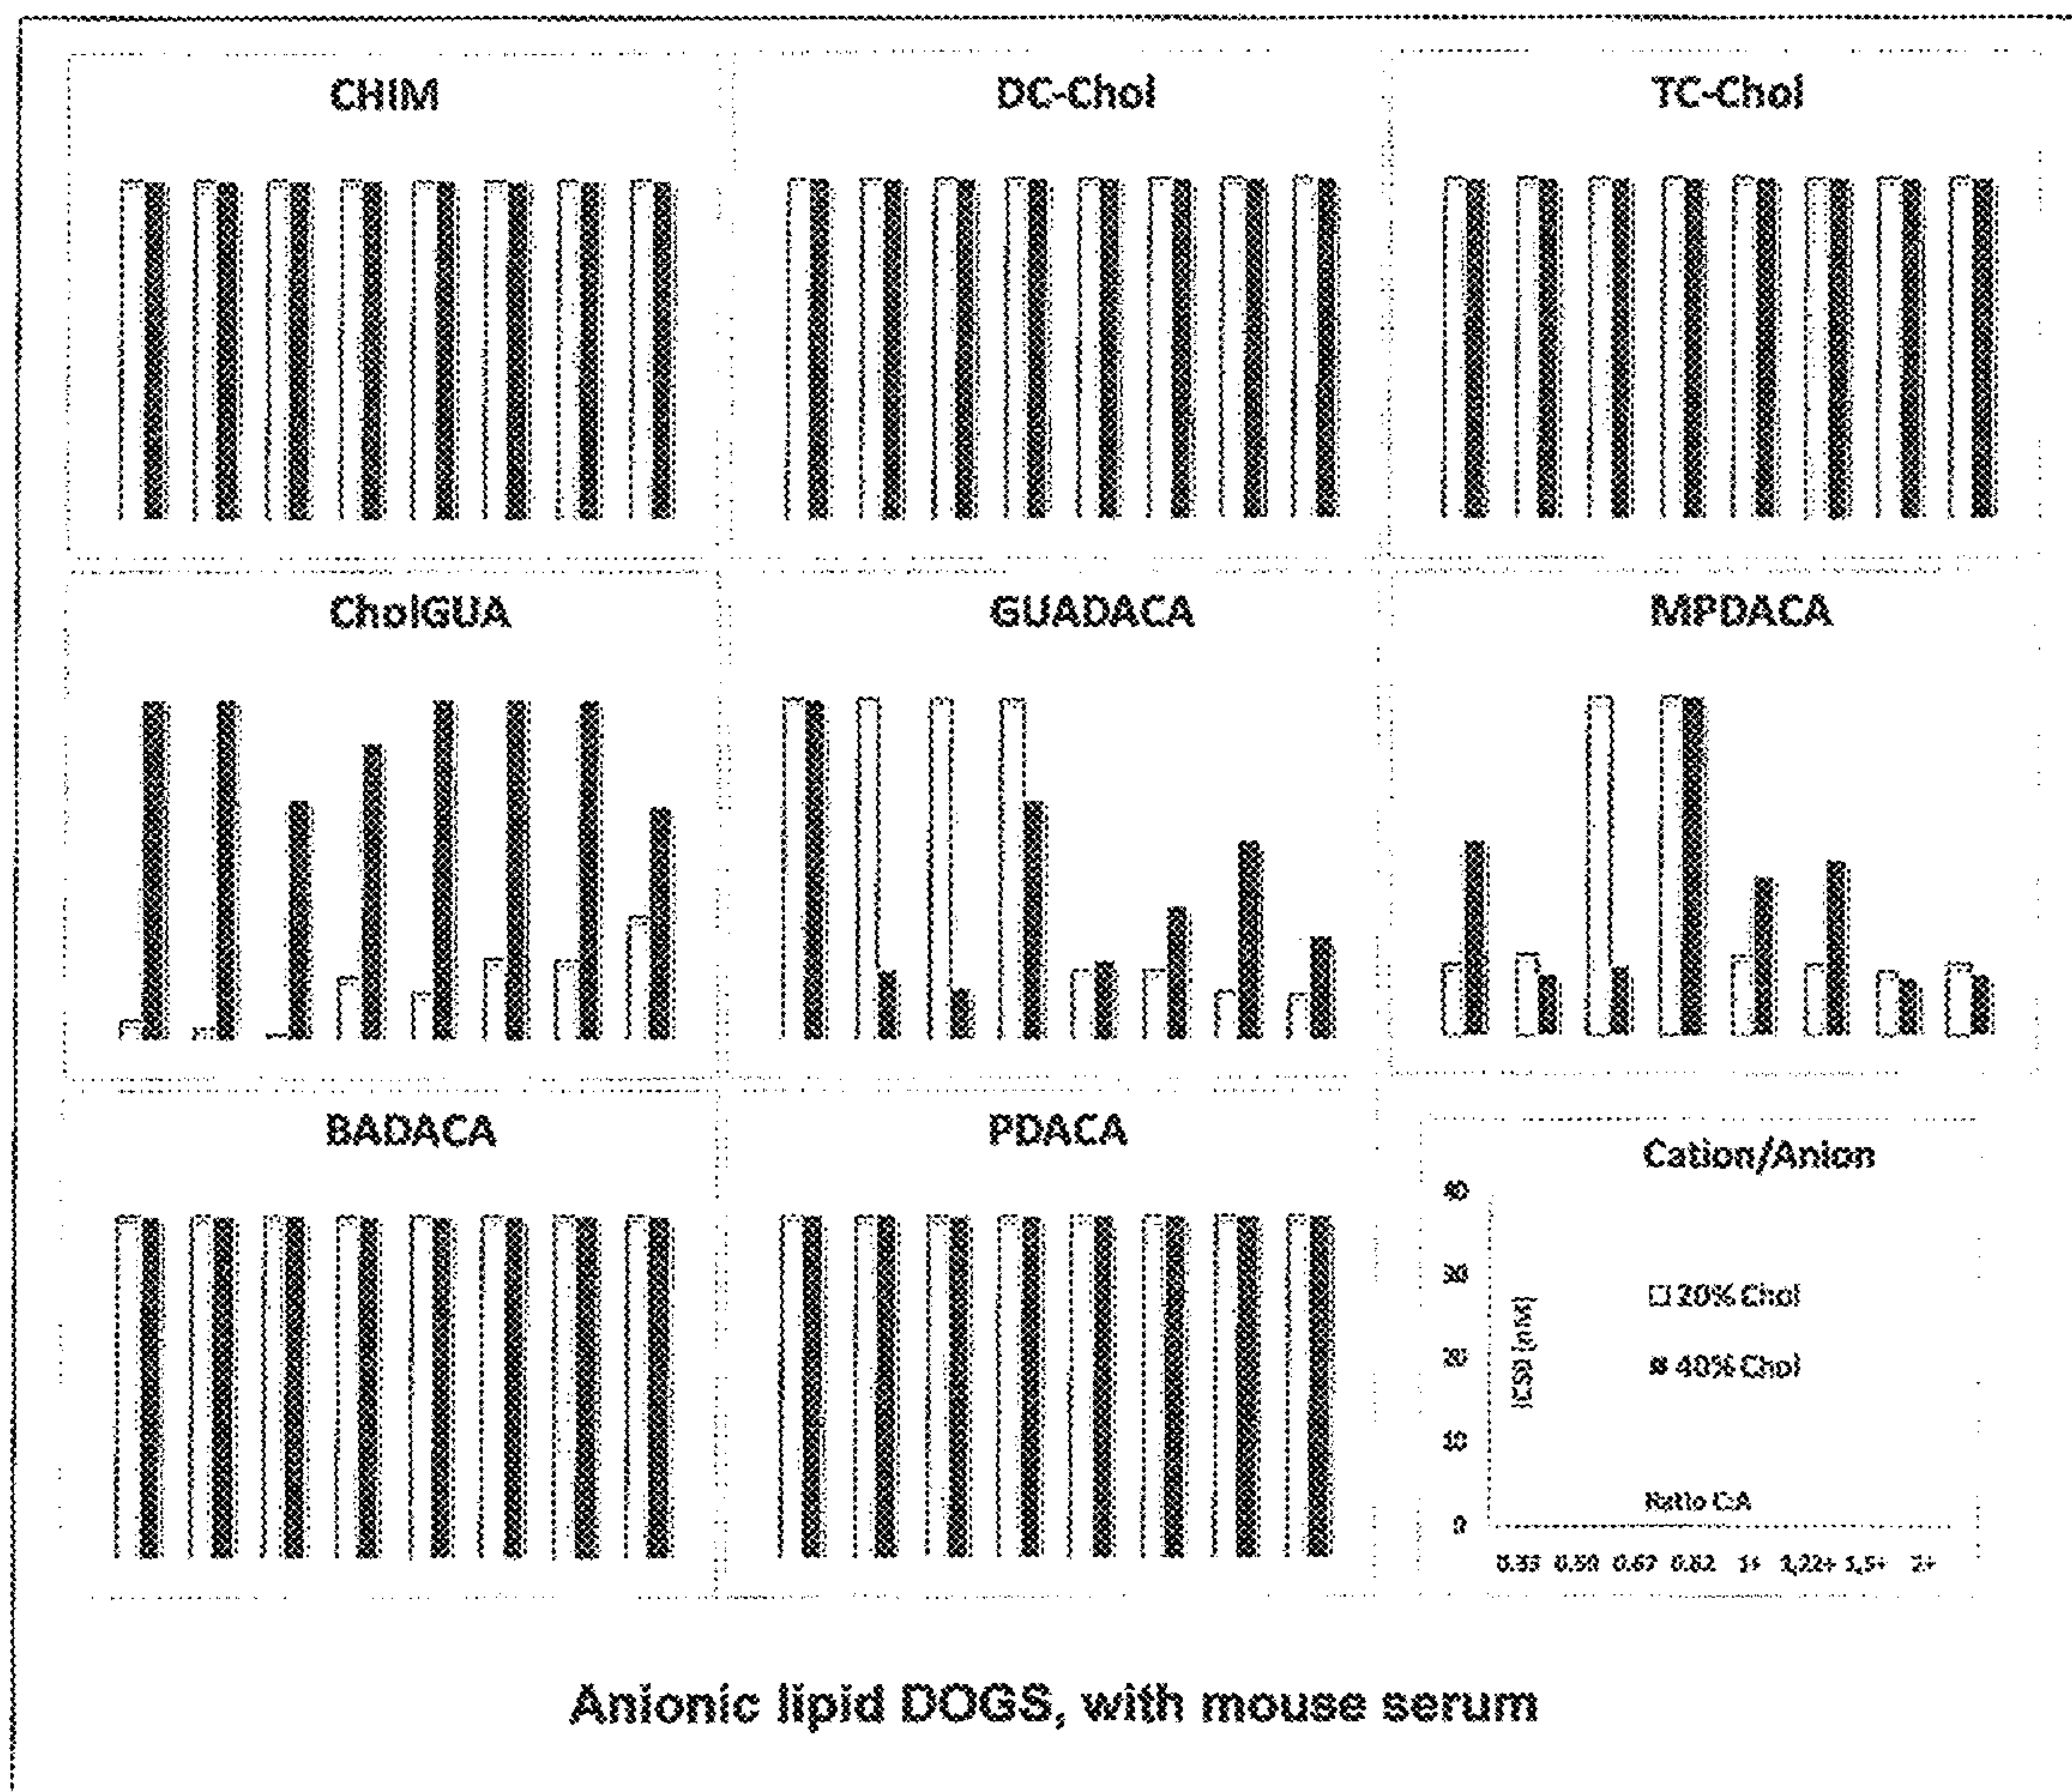 CHIM
DC-Chol
TC-Chol
CholGUA
GUADACA
MPDACA
BADACA
PDACA
Cation/Anion
40
30
20
10
0
20% Chol
40% Chol
Ratio C:A
0.33 0.50 0.67 0.82 1+ 1,22+ 1,5+ 2+
Anionic lipid DOGS, with mouse serum